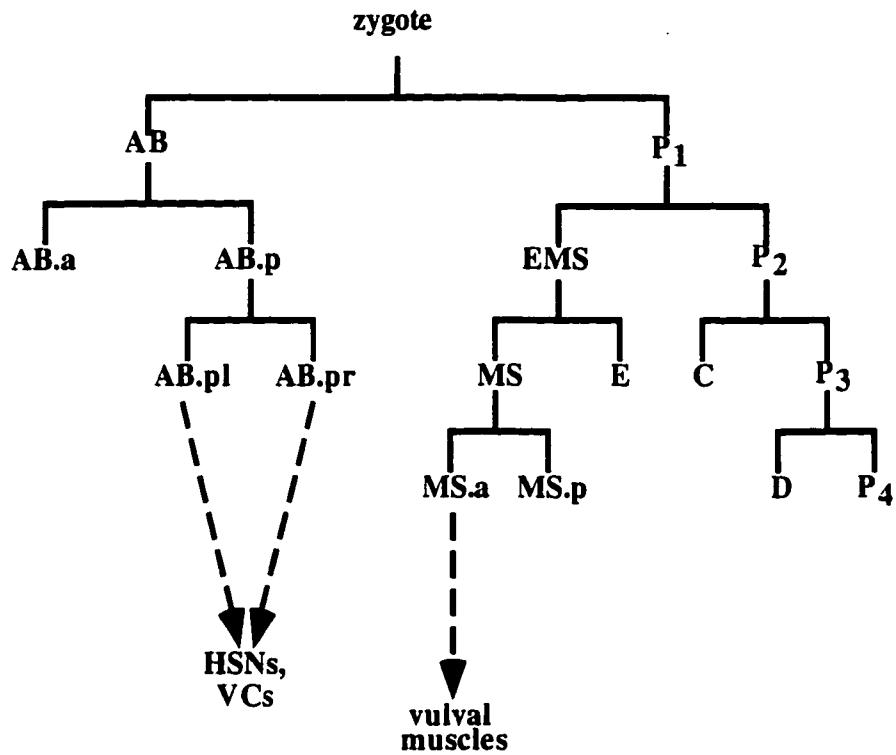 zygote
AB P1
AB.a AB.p EMS P2
AB.pl AB.pr MS E C P3
MS.a MS.p D P4
HSNs,
VCs
vulval
muscles